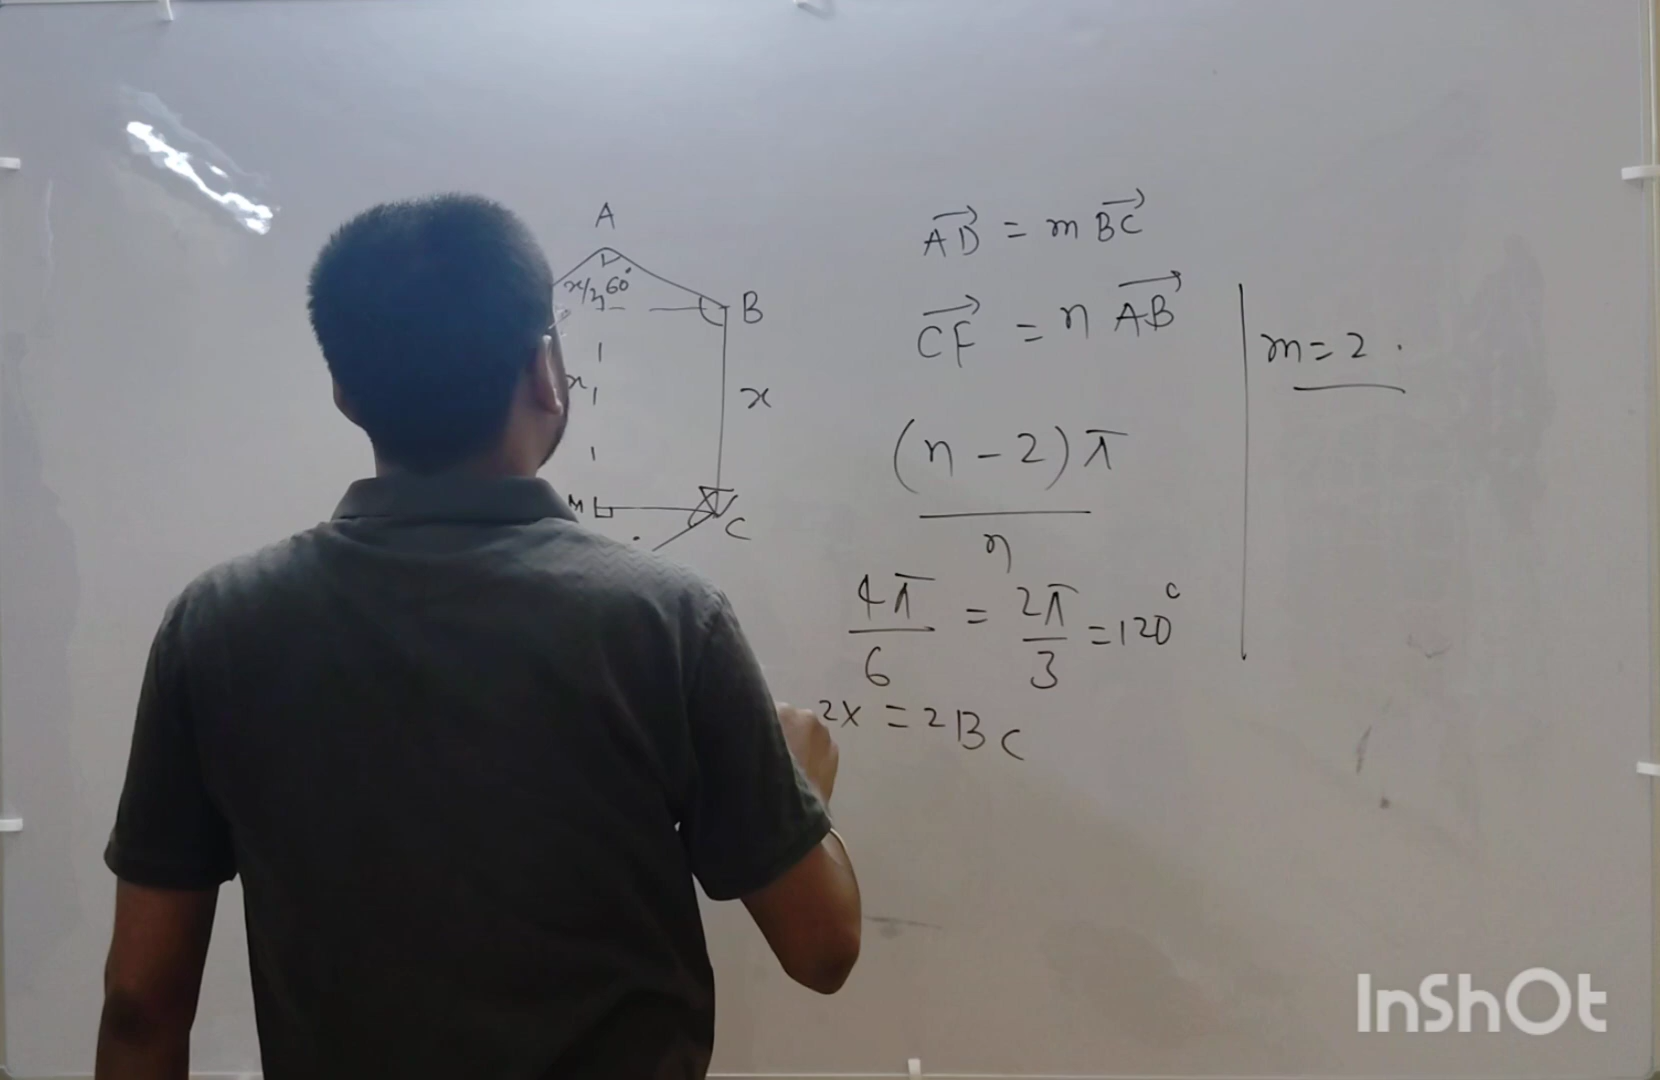 A
x/2 60°
B
x
x
M
C
AD = m BC
CF = n AB
(n - 2) π
n
4π
6
= 2π
3
= 120°
2x = 2BC
m = 2 .
InShOt